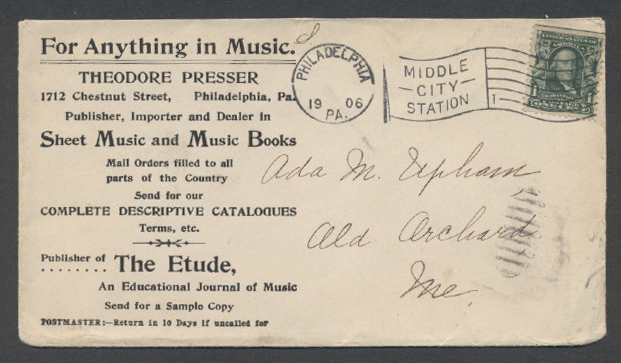 For Anything in Music.
THEODORE PRESSER
1712 Chestnut Street, Philadelphia, Pa.
Publisher, Importer and Dealer in
Sheet Music and Music Books
Mail Orders filled to all
parts of the Country
Send for our
COMPLETE DESCRIPTIVE CATALOGUES
Terms, etc.
Publisher of
........ The Etude,
An Educational Journal of Music
Send for a Sample Copy
POSTMASTER:—Return in 10 Days if uncalled for
PHILADELPHIA
1906
PA.
MIDDLE
CITY
STATION
1
Ada M. Upham
Old Orchard
Me.